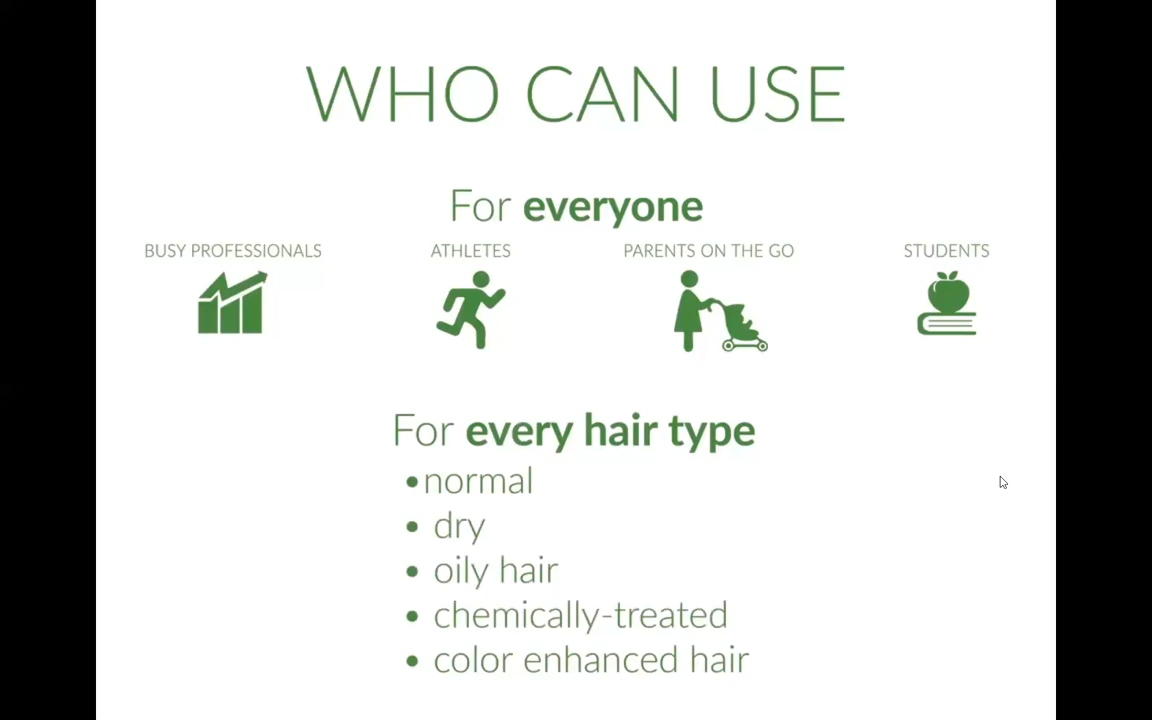 WHO CAN USE
For everyone
BUSY PROFESSIONALS
ATHLETES
PARENTS ON THE GO
STUDENTS
For every hair type
•normal
• dry
• oily hair
• chemically-treated
• color enhanced hair